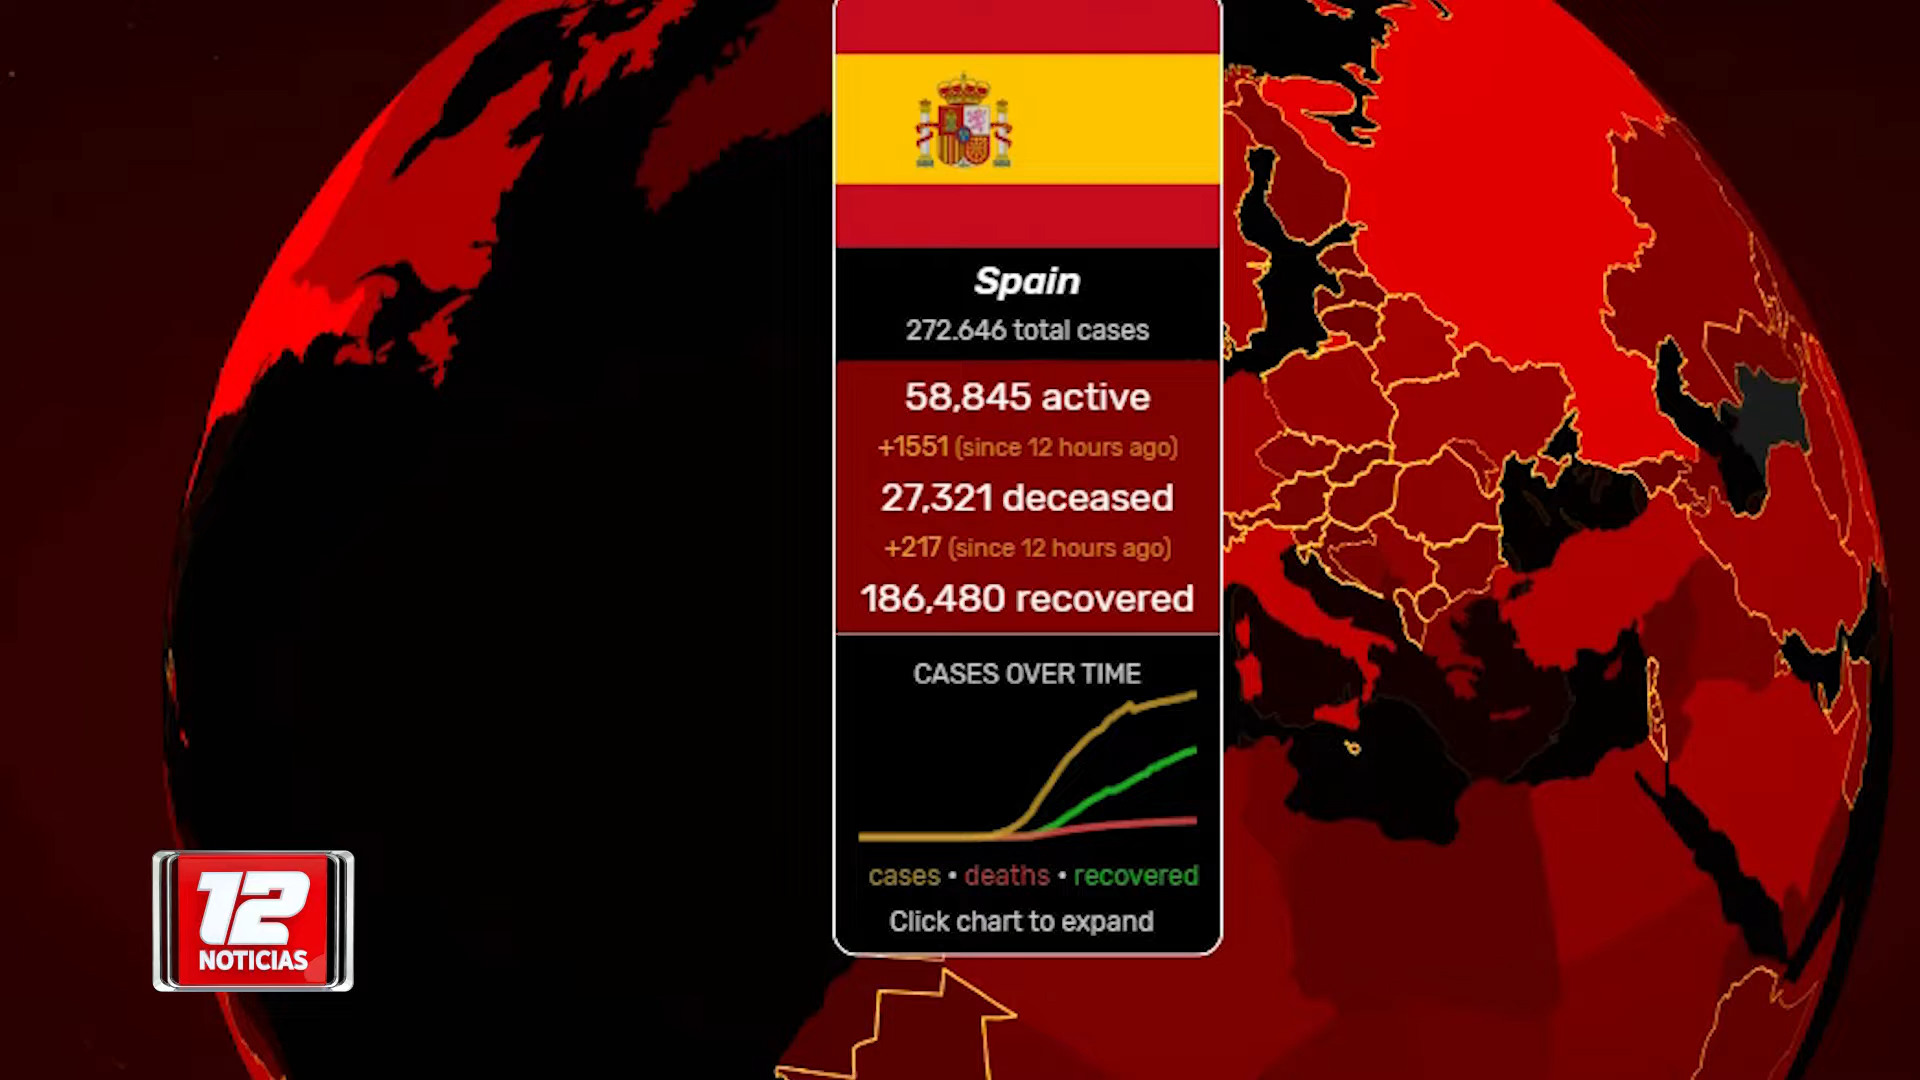 Spain
272.646 total cases
58,845 active
+1551 (since 12 hours ago)
27,321 deceased
+217 (since 12 hours ago)
186,480 recovered
CASES OVER TIME
cases • deaths • recovered
Click chart to expand
12
NOTICIAS